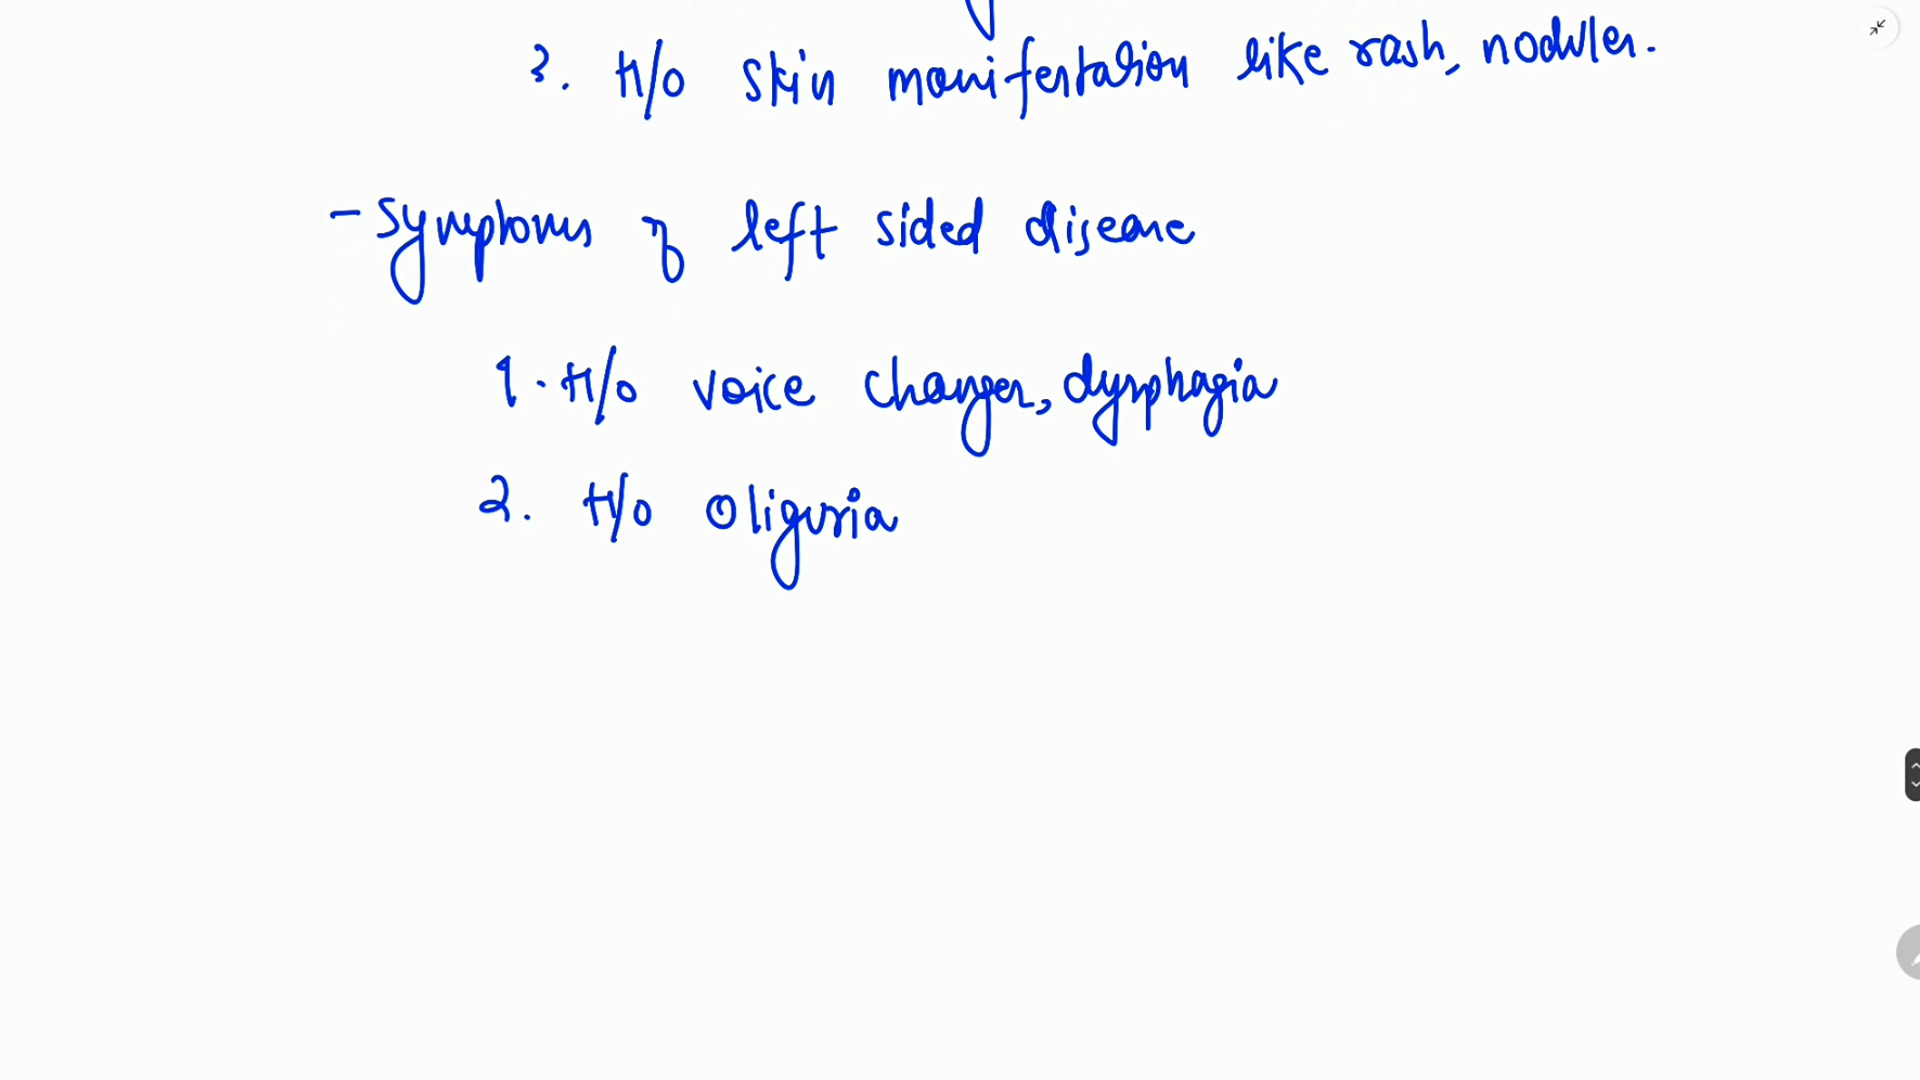 3. H/o skin manifestation like rash, nodules.
- Symptoms of left sided disease
1. H/o voice changes, dysphagia
2. H/o oliguria